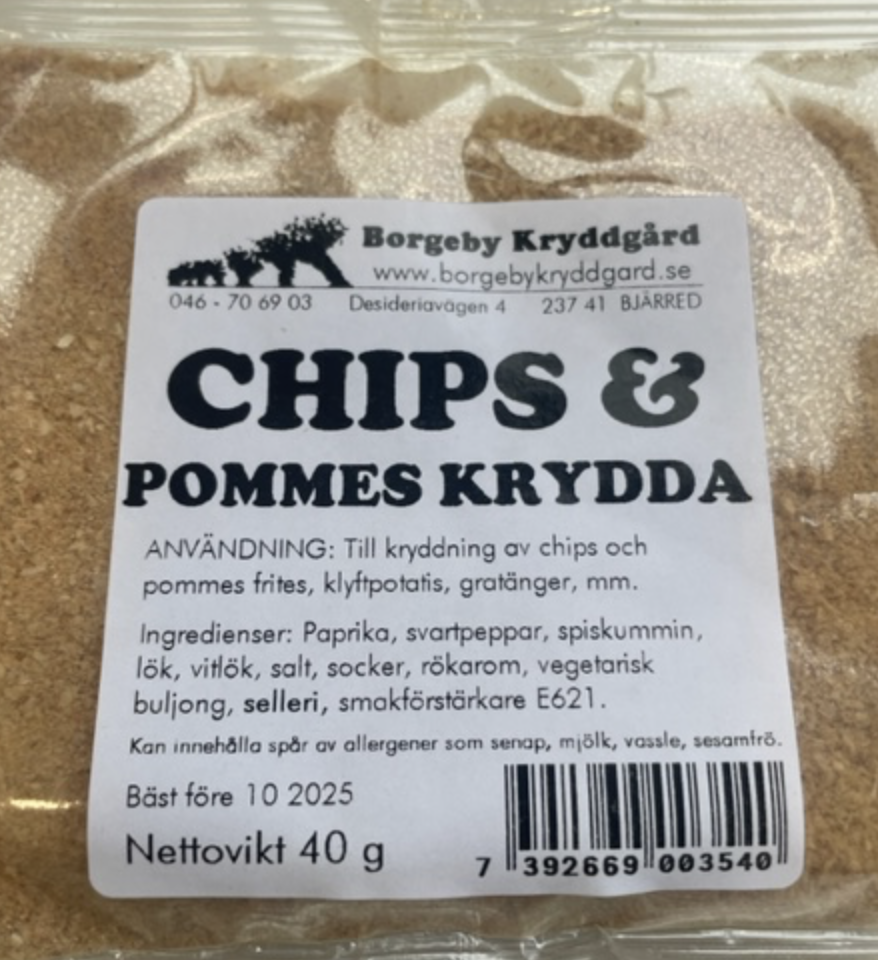 Borgeby Kryddgård
www.borgebykryddgard.se
046 - 70 69 03 Desideriavägen 4 237 41 BJÄRRED
CHIPS &
POMMES KRYDDA
ANVÄNDNING: Till kryddning av chips och
pommes frites, klyftpotatis, gratänger, mm.
Ingredienser: Paprika, svartpeppar, spiskummin,
lök, vitlök, salt, socker, rökarom, vegetarisk
buljong, selleri, smakförstärkare E621.
Kan innehålla spår av allergener som senap, mjölk, vassle, sesamfrö.
Bäst före 10 2025
Nettovikt 40 g
7 392669 003540